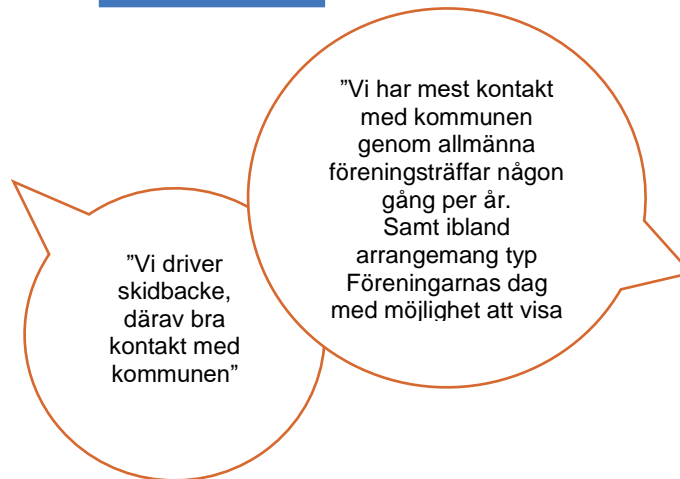 ”Vi har mest kontakt
med kommunen
genom allmänna
föreningsträffar någon
gång per år.
Samt ibland
arrangemang typ
Föreningarnas dag
med möjlighet att visa
”Vi driver
skidbacke,
därav bra
kontakt med
kommunen”